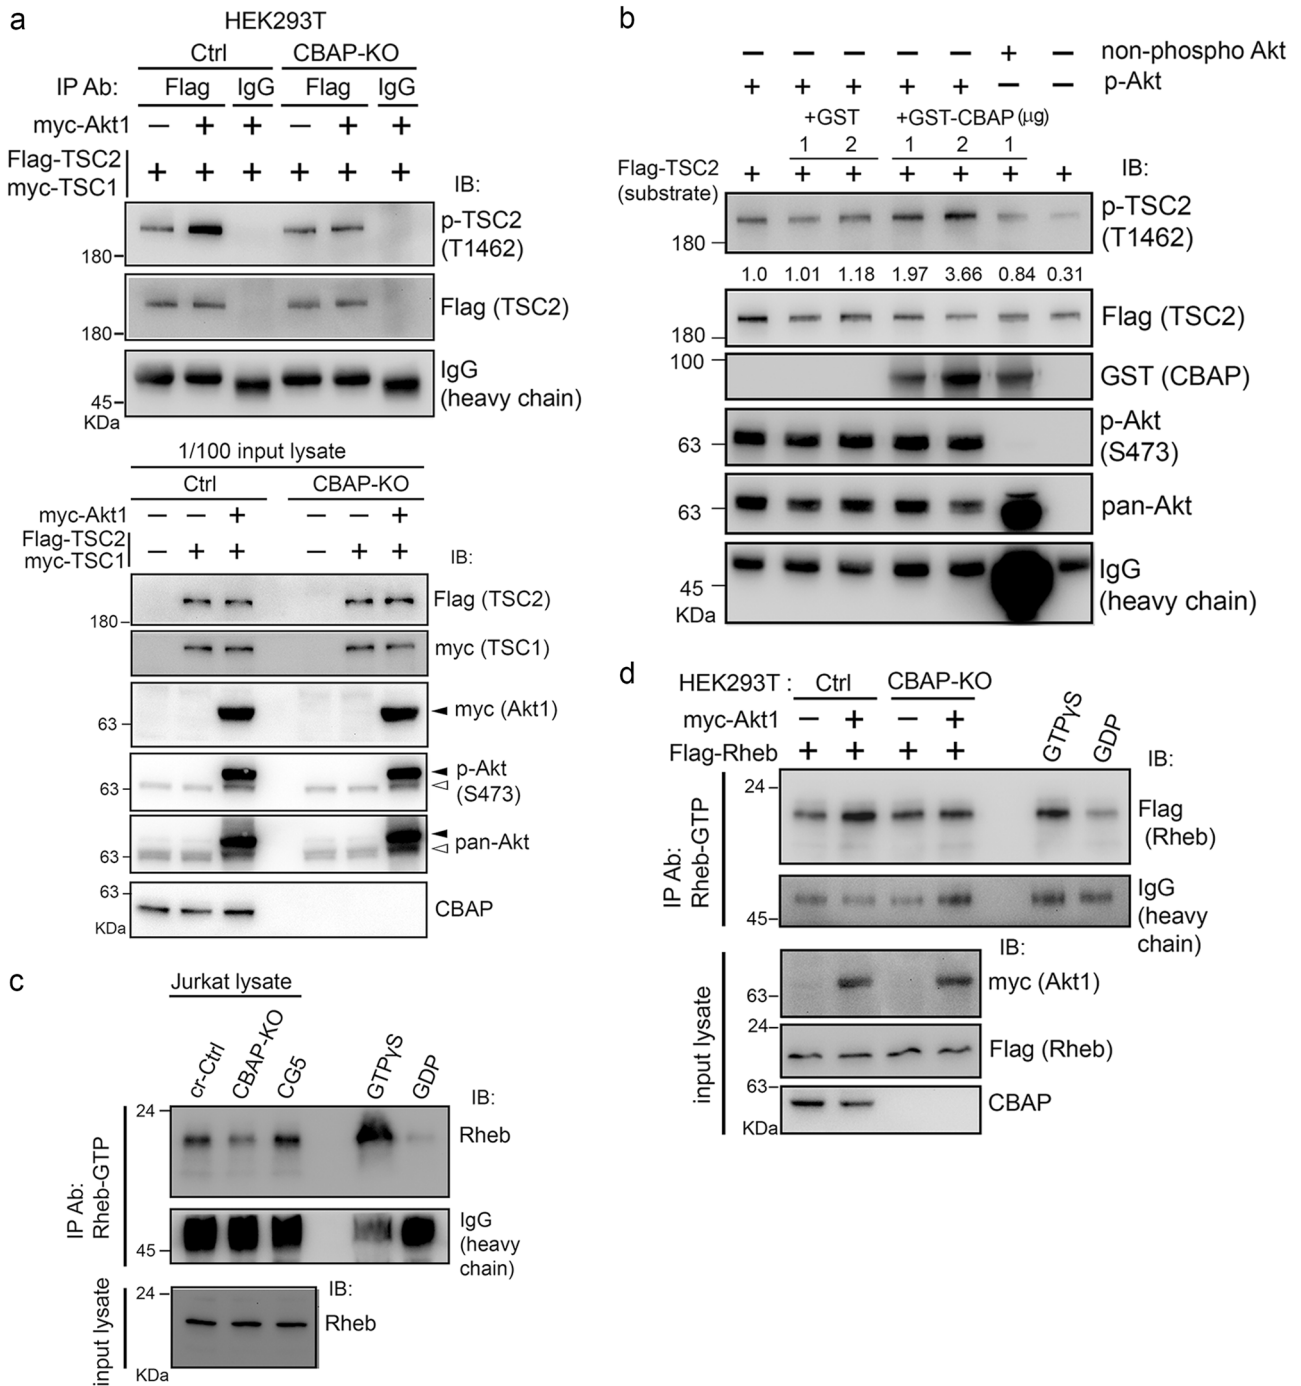 a
HEK293T
Ctrl CBAP-KO
IP Ab: Flag IgG Flag IgG
myc-Akt1 — + + — + +
Flag-TSC2
myc-TSC1 + + + + + +
IB:
p-TSC2
(T1462)
180
Flag (TSC2)
180
IgG
(heavy chain)
45
KDa
1/100 input lysate
Ctrl CBAP-KO
myc-Akt1 — — + — — +
Flag-TSC2
myc-TSC1 — + + — + +
IB:
Flag (TSC2)
180
myc (TSC1)
myc (Akt1)
63
p-Akt
(S473)
63
pan-Akt
63
63
CBAP
KDa
b
— — — — — + — non-phospho Akt
+ + + + + — — p-Akt
+GST +GST-CBAP (µg)
1 2 1 2 1
Flag-TSC2
(substrate) + + + + + + + IB:
p-TSC2
(T1462)
180
1.0 1.01 1.18 1.97 3.66 0.84 0.31
Flag (TSC2)
180
100
GST (CBAP)
p-Akt
(S473)
63
pan-Akt
63
IgG
(heavy chain)
45
KDa
c
Jurkat lysate
cr-Ctrl CBAP-KO CG5 GTPγS GDP
IB:
24
Rheb
IP Ab:
Rheb-GTP
IgG
(heavy
chain)
45
IB:
24
Rheb
input lysate
KDa
d
HEK293T : Ctrl CBAP-KO
myc-Akt1 — + — +
Flag-Rheb + + + + GTPγS GDP
IB:
24
Flag
(Rheb)
IP Ab:
Rheb-GTP
IgG
(heavy
chain)
45
IB:
myc (Akt1)
63
24
Flag (Rheb)
input lysate
63
CBAP
KDa